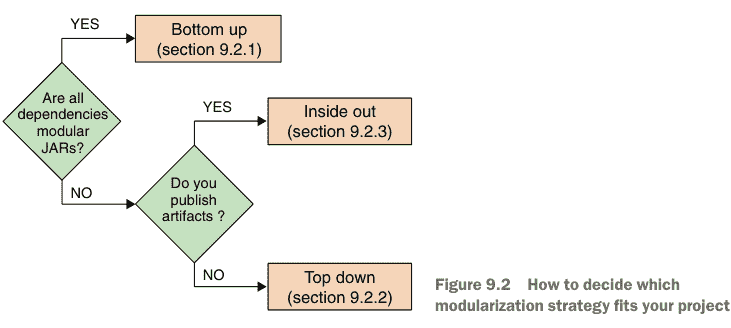 YES
Bottom up
(section 9.2.1)
Are all
dependencies
modular
JARs?
YES
Inside out
(section 9.2.3)
NO
Do you
publish
artifacts ?
NO
Top down
(section 9.2.2)
Figure 9.2 How to decide which
modularization strategy fits your project